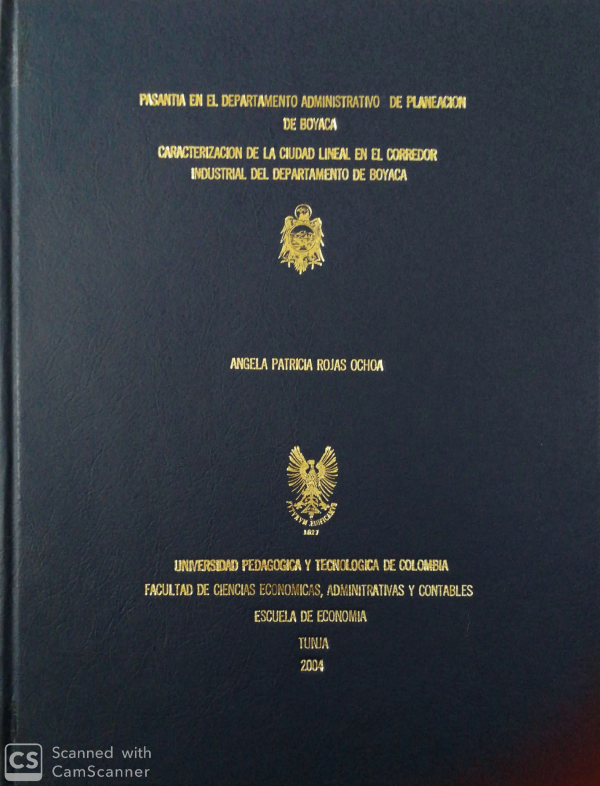 PASANTIA EN EL DEPARTAMENTO ADMINISTRATIVO DE PLANEACION
DE BOYACA
CARACTERIZACION DE LA CIUDAD LINEAL EN EL CORREDOR
INDUSTRIAL DEL DEPARTAMENTO DE BOYACA
ANGELA PATRICIA ROJAS OCHOA
1827
UNIVERSIDAD PEDAGOGICA Y TECNOLOGICA DE COLOMBIA
FACULTAD DE CIENCIAS ECONOMICAS, ADMINITRATIVAS Y CONTABLES
ESCUELA DE ECONOMIA
TUNJA
2004
CS Scanned with
CamScanner